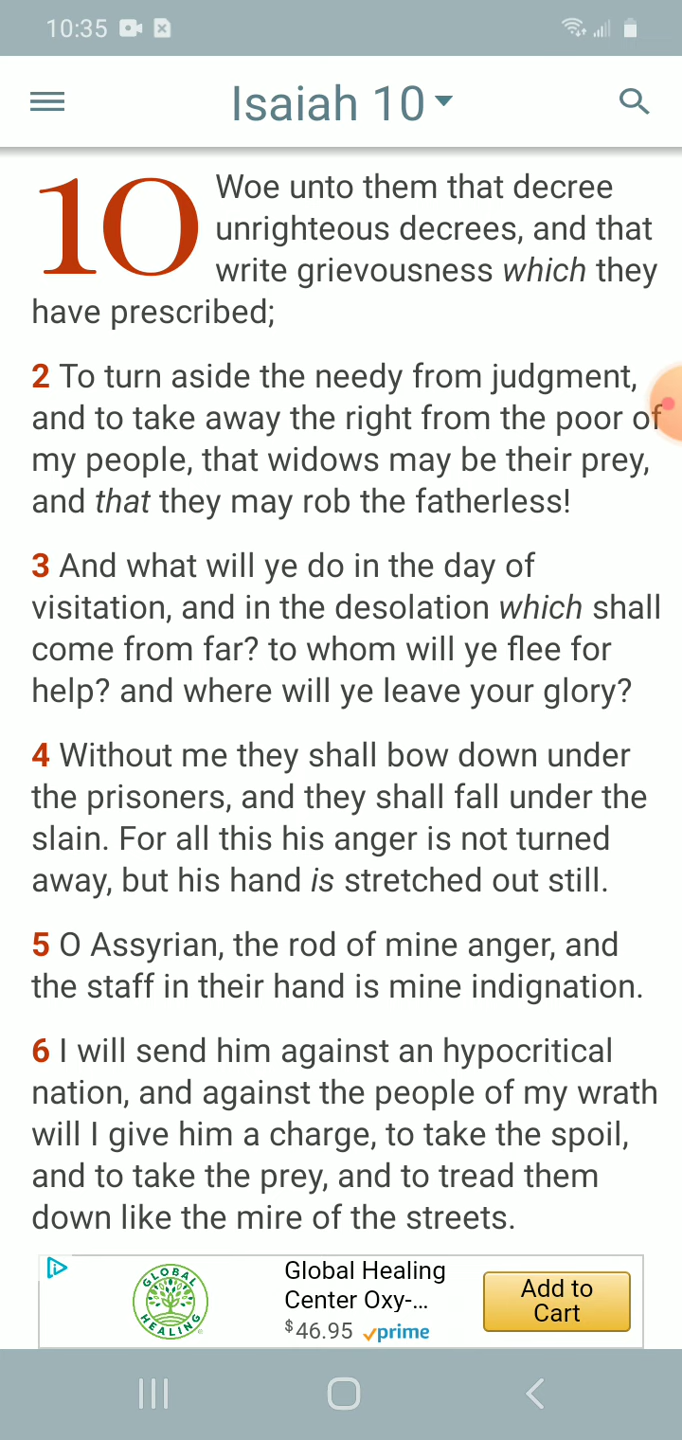 10:35
Isaiah 10
10 Woe unto them that decree
unrighteous decrees, and that
write grievousness which they
have prescribed;
2 To turn aside the needy from judgment,
and to take away the right from the poor of
my people, that widows may be their prey,
and that they may rob the fatherless!
3 And what will ye do in the day of
visitation, and in the desolation which shall
come from far? to whom will ye flee for
help? and where will ye leave your glory?
4 Without me they shall bow down under
the prisoners, and they shall fall under the
slain. For all this his anger is not turned
away, but his hand is stretched out still.
5 O Assyrian, the rod of mine anger, and
the staff in their hand is mine indignation.
6 I will send him against an hypocritical
nation, and against the people of my wrath
will I give him a charge, to take the spoil,
and to take the prey, and to tread them
down like the mire of the streets.
GLOBAL
HEALING
Global Healing
Center Oxy-...
$46.95 prime
Add to
Cart